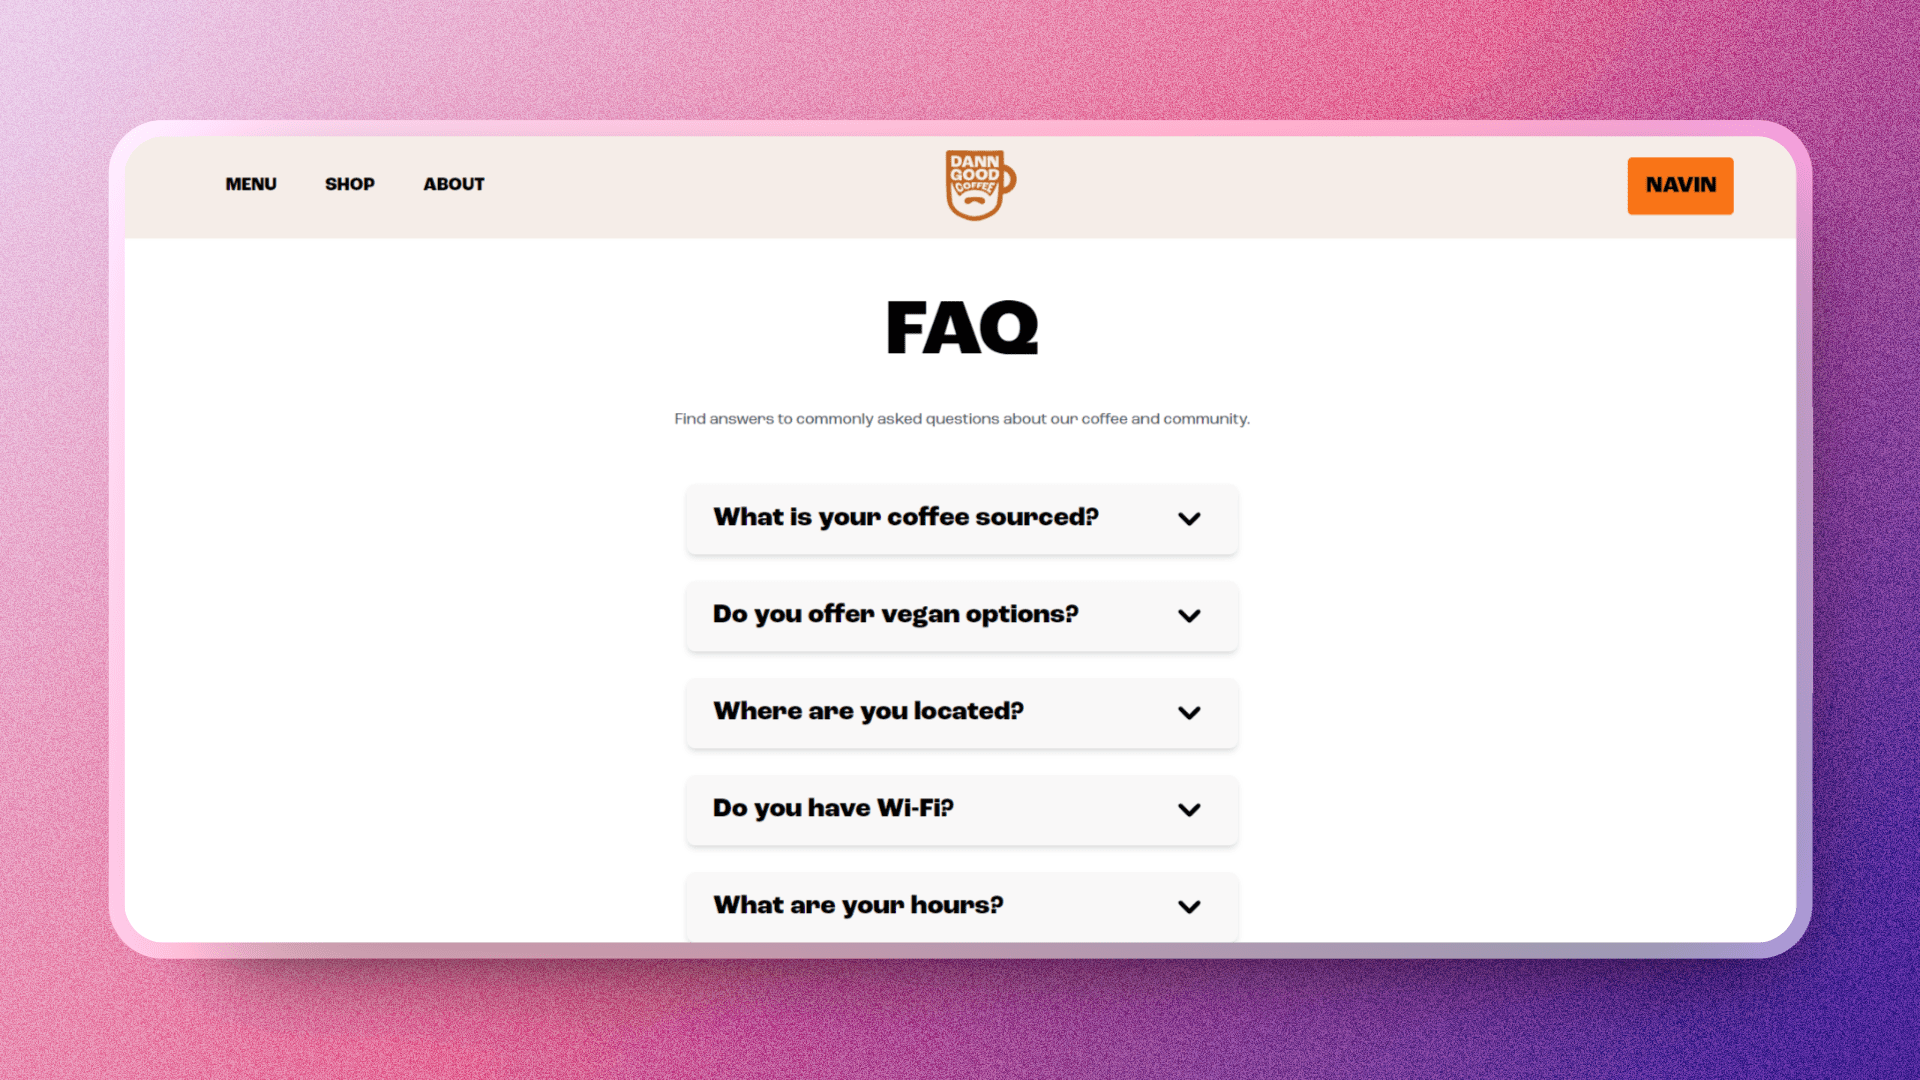 MENU SHOP ABOUT
DANN
GOOD
COFFEE
NAVIN
FAQ
Find answers to commonly asked questions about our coffee and community.
What is your coffee sourced?
Do you offer vegan options?
Where are you located?
Do you have Wi-Fi?
What are your hours?